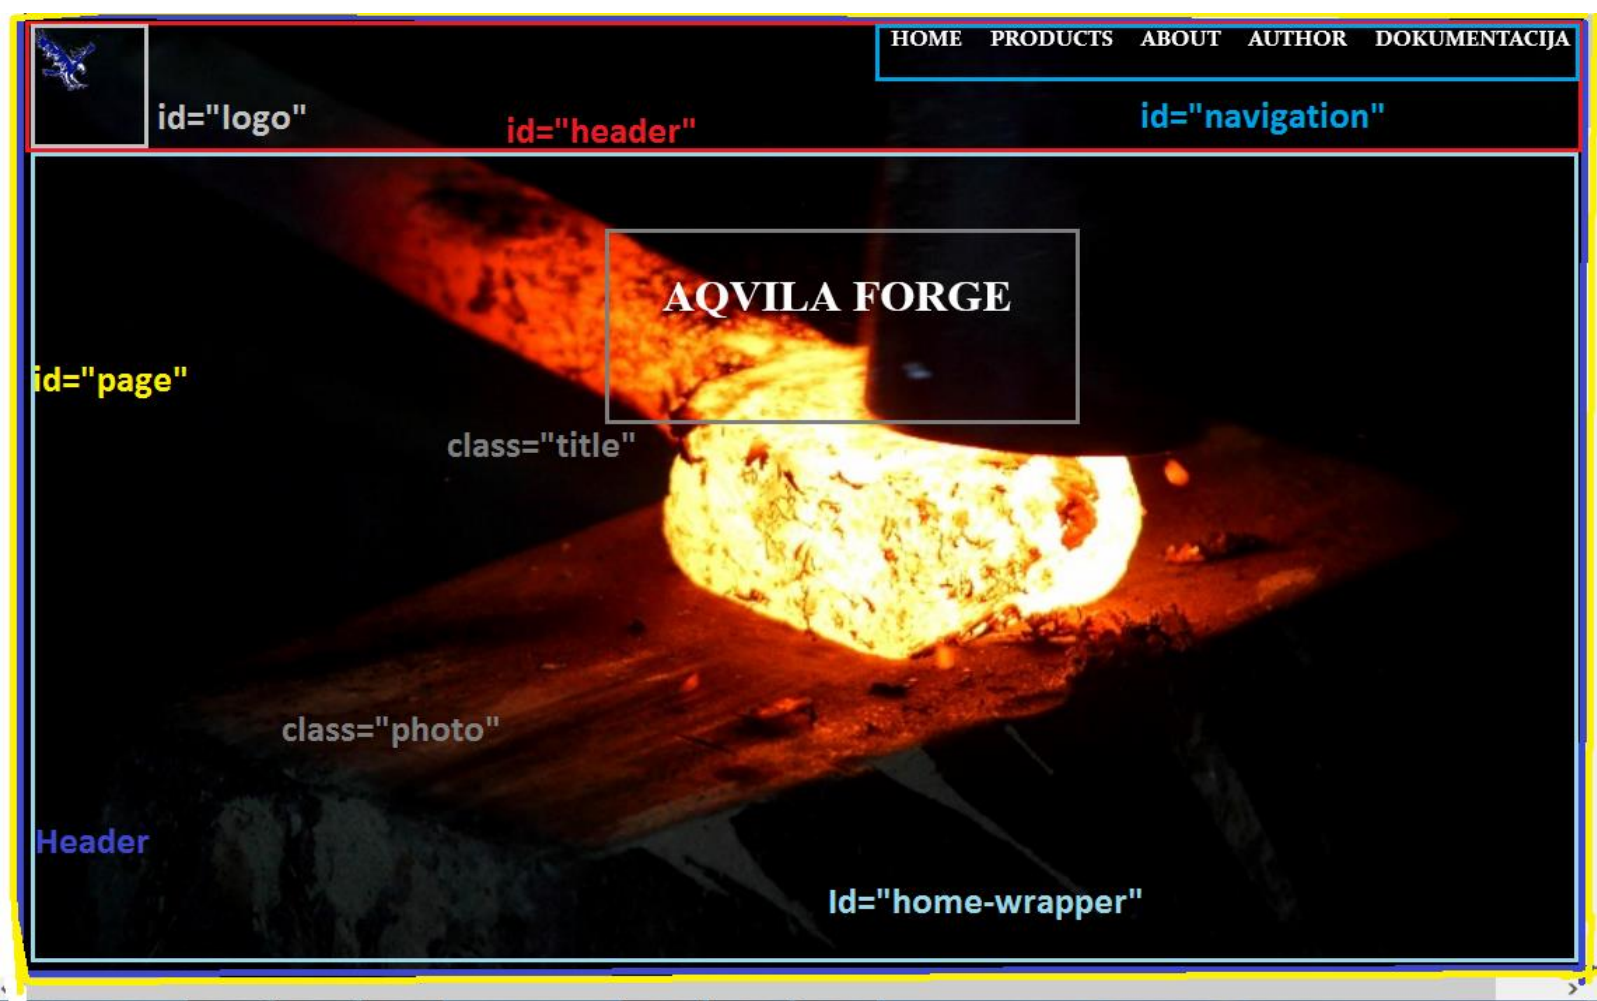 HOME PRODUCTS ABOUT AUTHOR DOKUMENTACIJA
id="logo"
id="header"
id="navigation"
AQVILA FORGE
id="page"
class="title"
class="photo"
Header
Id="home-wrapper"